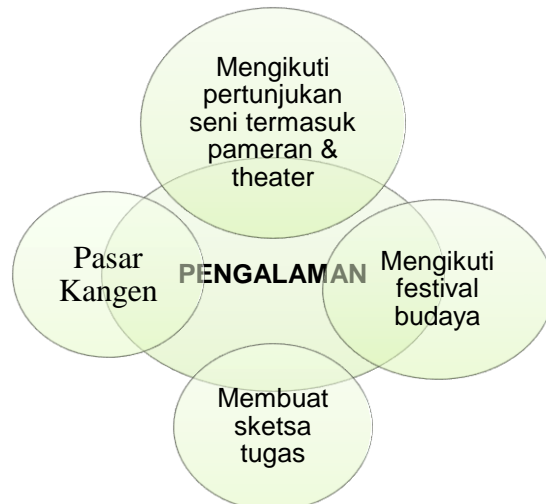 Mengikuti
pertunjukan
seni termasuk
pameran &
theater
Pasar
Kangen
PENGALAMAN
Mengikuti
festival
budaya
Membuat
sketsa
tugas